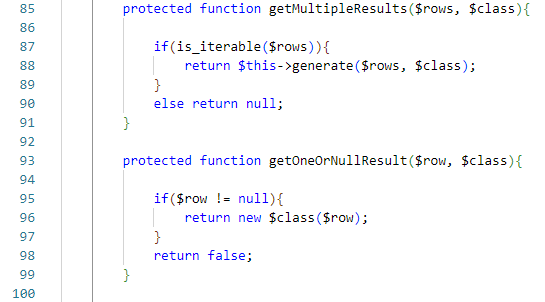 85 protected function getMultipleResults($rows, $class){
86
87 if(is_iterable($rows)){
88 return $this->generate($rows, $class);
89 }
90 else return null;
91 }
92
93 protected function getOneOrNullResult($row, $class){
94
95 if($row != null){
96 return new $class($row);
97 }
98 return false;
99 }
100